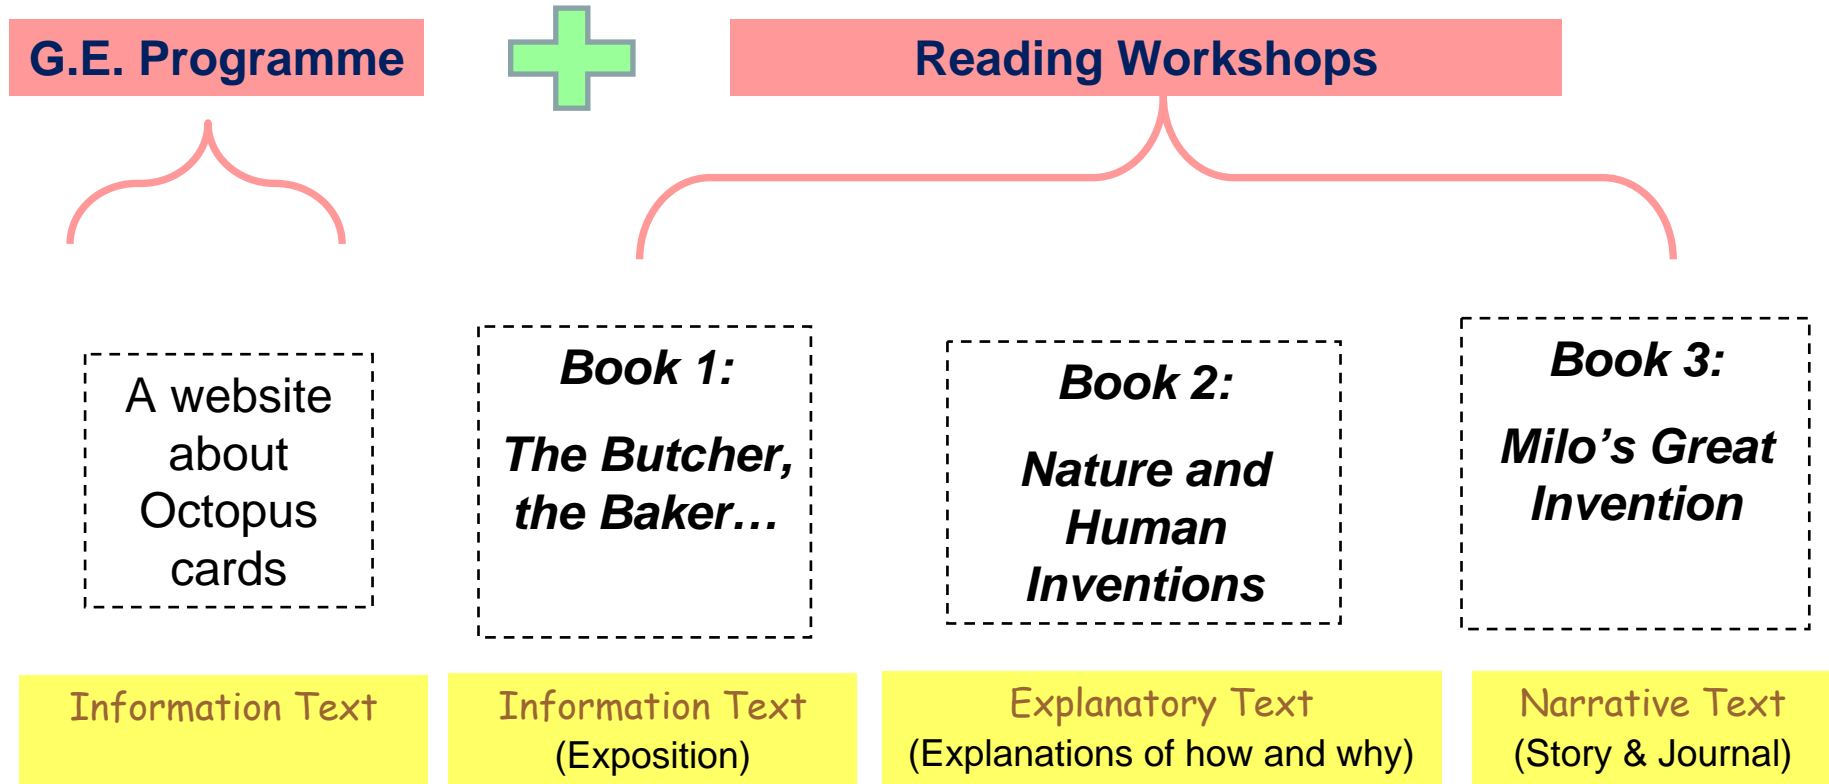 G.E. Programme
Reading Workshops
A website
about
Octopus
cards
Book 1:
The Butcher,
the Baker…
Book 2:
Nature and
Human
Inventions
Book 3:
Milo’s Great
Invention
Information Text
Information Text
(Exposition)
Explanatory Text
(Explanations of how and why)
Narrative Text
(Story & Journal)